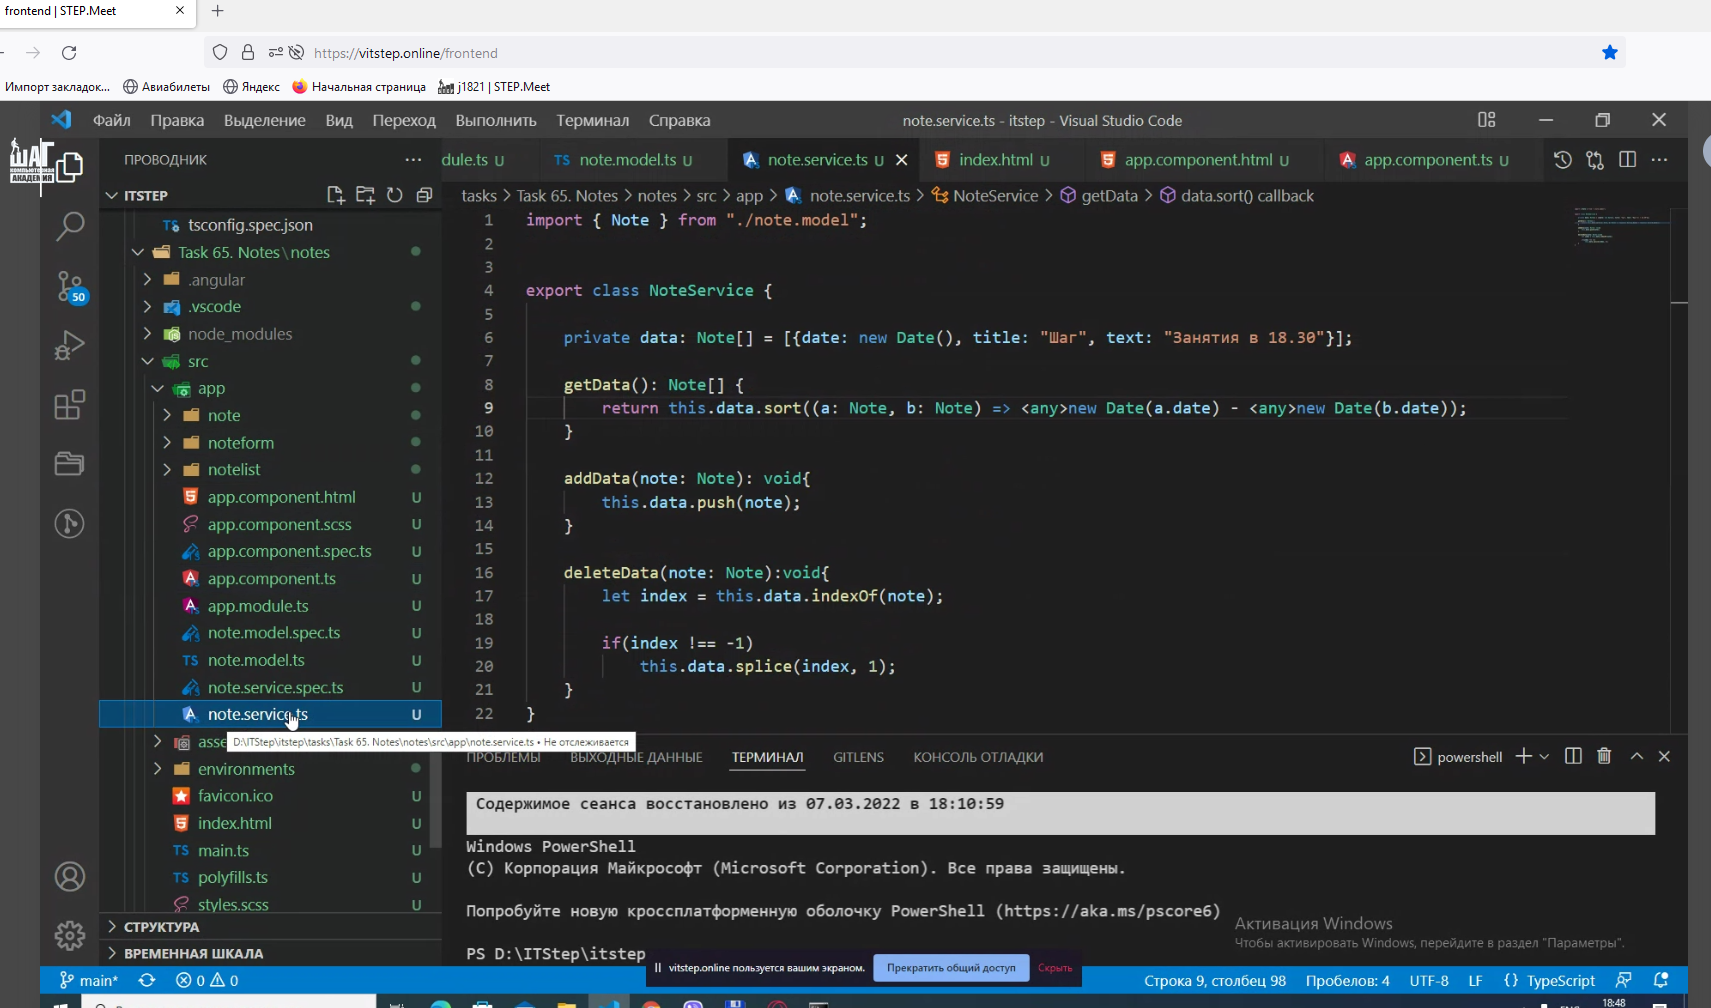 frontend | STEP.Meet
https://vitstep.online/frontend
Импорт закладок... Авиабилеты Яндекс Начальная страница j1821 | STEP.Meet
Файл Правка Выделение Вид Переход Выполнить Терминал Справка note.service.ts - itstep - Visual Studio Code
ШАГ
КОМПЬЮТЕРНАЯ
АКАДЕМИЯ
ПРОВОДНИК ...
dule.ts U TS note.model.ts U note.service.ts U index.html U app.component.html U app.component.ts U
ITSTEP
tasks > Task 65. Notes > notes > src > app > note.service.ts > NoteService > getData > data.sort() callback
TS tsconfig.spec.json
Task 65. Notes \ notes
.angular
.vscode
node_modules
src
app
note
noteform
notelist
app.component.html U
app.component.scss U
app.component.spec.ts U
app.component.ts U
app.module.ts U
note.model.spec.ts U
TS note.model.ts U
note.service.spec.ts U
note.service.ts U
asse
D:\ITStep\itstep\tasks\Task 65. Notes\notes\src\app\note.service.ts • Не отслеживается
environments
favicon.ico U
index.html U
TS main.ts U
TS polyfills.ts U
styles.scss U
СТРУКТУРА
ВРЕМЕННАЯ ШКАЛА
50
1 import { Note } from "./note.model";
2
3
4 export class NoteService {
5
6 private data: Note[] = [{date: new Date(), title: "Шаг", text: "Занятия в 18.30"}];
7
8 getData(): Note[] {
9 return this.data.sort((a: Note, b: Note) => <any>new Date(a.date) - <any>new Date(b.date));
10 }
11
12 addData(note: Note): void{
13 this.data.push(note);
14 }
15
16 deleteData(note: Note):void{
17 let index = this.data.indexOf(note);
18
19 if(index !== -1)
20 this.data.splice(index, 1);
21 }
22 }
ПРОБЛЕМЫ ВЫХОДНЫЕ ДАННЫЕ ТЕРМИНАЛ GITLENS КОНСОЛЬ ОТЛАДКИ powershell
Содержимое сеанса восстановлено из 07.03.2022 в 18:10:59
Windows PowerShell
(C) Корпорация Майкрософт (Microsoft Corporation). Все права защищены.
Попробуйте новую кроссплатформенную оболочку PowerShell (https://aka.ms/pscore6)
Активация Windows
Чтобы активировать Windows, перейдите в раздел "Параметры".
PS D:\ITStep\itstep
vitstep.online пользуется вашим экраном. Прекратить общий доступ Скрыть
main* 0 0 Строка 9, столбец 98 Пробелов: 4 UTF-8 LF {} TypeScript
18:48